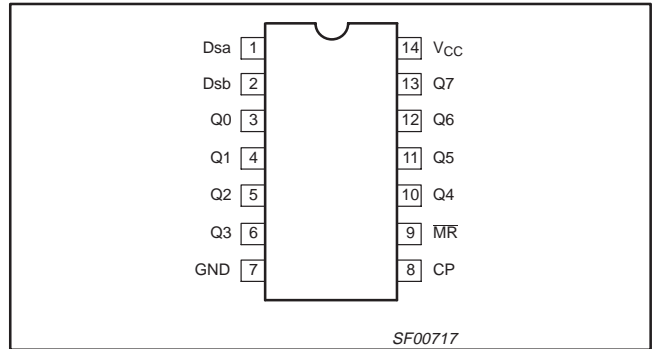 Dsa 1 14 VCC
Dsb 2 13 Q7
Q0 3 12 Q6
Q1 4 11 Q5
Q2 5 10 Q4
Q3 6 9 M̅R̅
GND 7 8 CP
SF00717